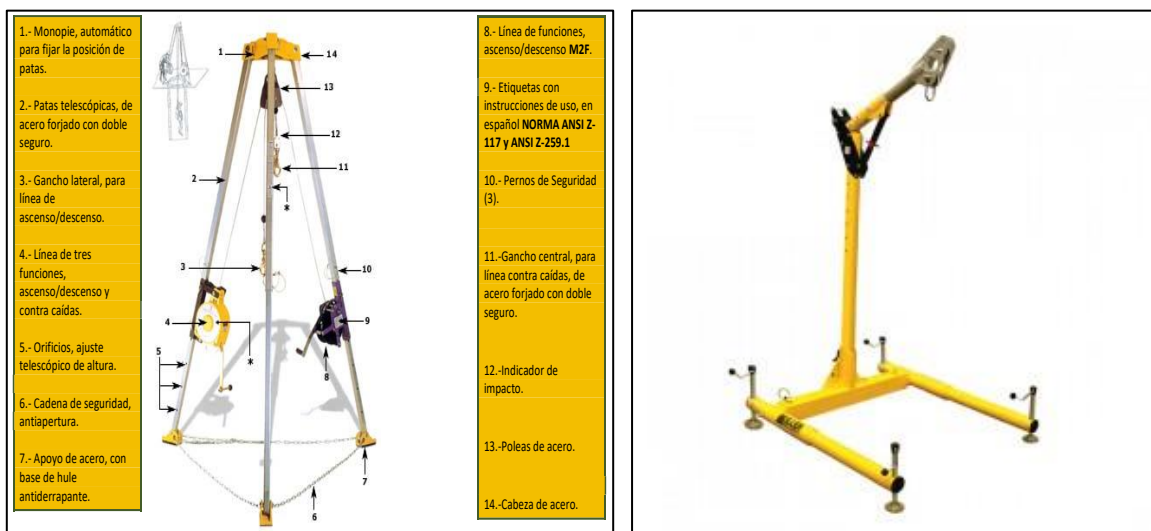 1.- Monopie, automático
para fijar la posición de
patas.
2.- Patas telescópicas, de
acero forjado con doble
seguro.
3.- Gancho lateral, para
línea de
ascenso/descenso.
4.- Línea de tres
funciones,
ascenso/descenso y
contra caídas.
5.- Orificios, ajuste
telescópico de altura.
6.- Cadena de seguridad,
antiapertura.
7.- Apoyo de acero, con
base de hule
antiderrapante.
1
14
13
12
11
2
*
3
10
4
*
9
8
5
7
6
8.- Línea de funciones,
ascenso/descenso M2F.
9.- Etiquetas con
instrucciones de uso, en
español NORMA ANSI Z-
117 y ANSI Z-259.1
10.- Pernos de Seguridad
(3).
11.-Gancho central, para
línea contra caídas, de
acero forjado con doble
seguro.
12.-Indicador de
impacto.
13.-Poleas de acero.
14.-Cabeza de acero.